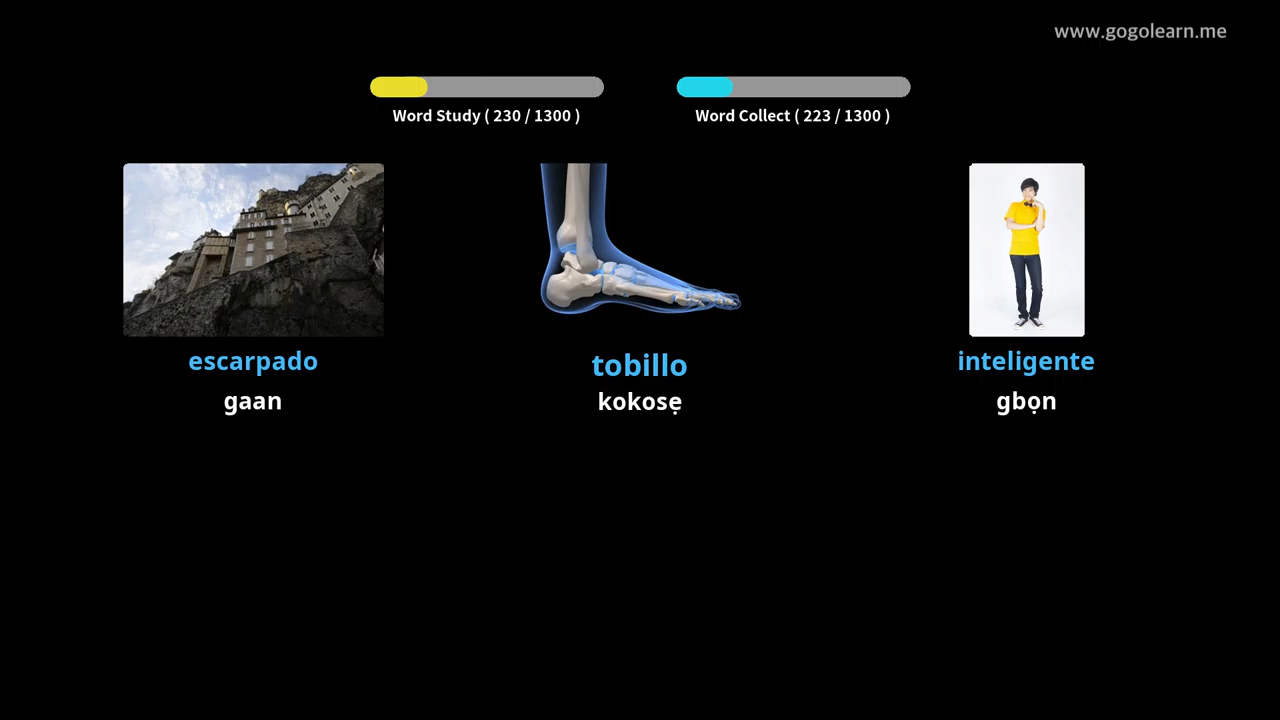 www.gogolearn.me
Word Study ( 230 / 1300 )
Word Collect ( 223 / 1300 )
escarpado
gaan
tobillo
kokosẹ
inteligente
gbọn